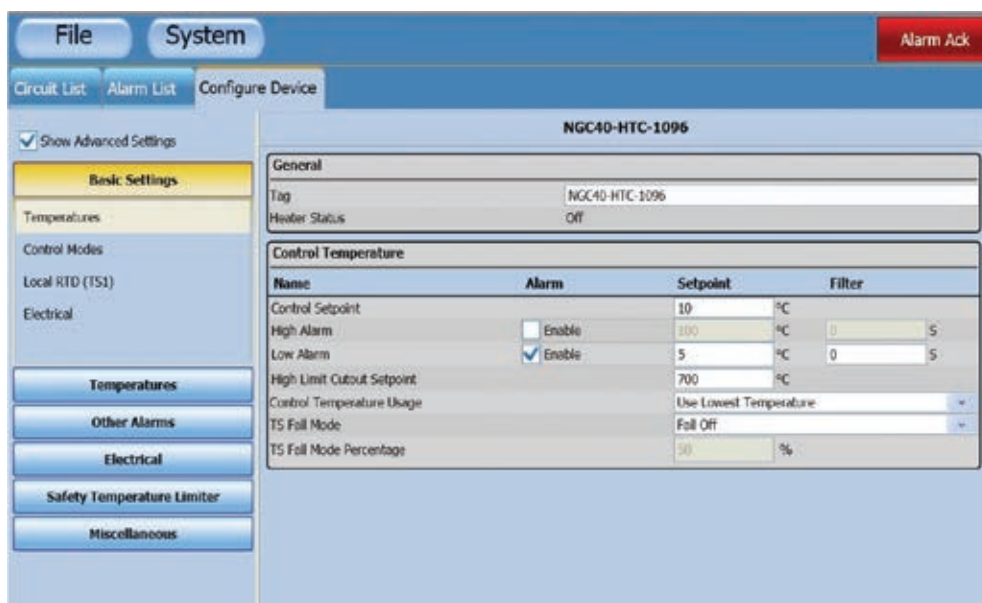 File System Alarm Ack
Circuit List Alarm List Configure Device
Show Advanced Settings
Basic Settings
Temperatures
Control Modes
Local RTD (TS1)
Electrical
Temperatures
Other Alarms
Electrical
Safety Temperature Limiter
Miscellaneous
NGC40-HTC-1096
General
Tag NGC40-HTC-1096
Heater Status Off
Control Temperature
Name Alarm Setpoint Filter
Control Setpoint 10 °C
High Alarm Enable 100 °C 0 S
Low Alarm Enable 5 °C 0 S
High Limit Cutout Setpoint 700 °C
Control Temperature Usage Use Lowest Temperature
TS Fail Mode Fail Off
TS Fail Mode Percentage 50 %